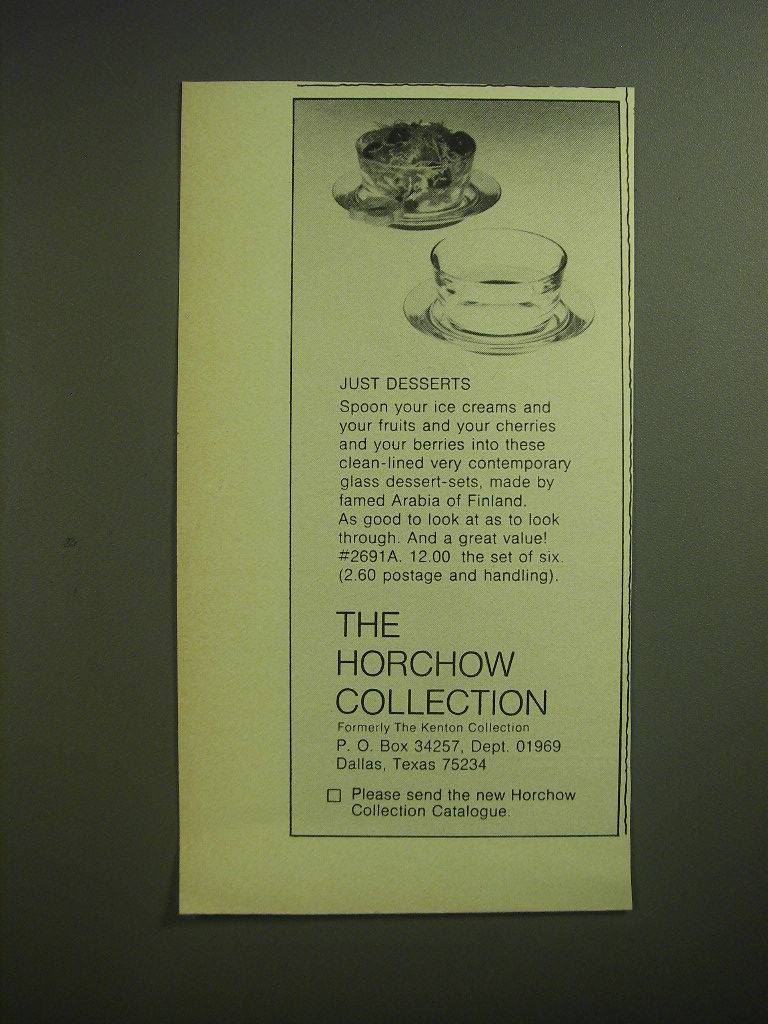 JUST DESSERTS
Spoon your ice creams and
your fruits and your cherries
and your berries into these
clean-lined very contemporary
glass dessert-sets, made by
famed Arabia of Finland.
As good to look at as to look
through. And a great value!
#2691A. 12.00 the set of six.
(2.60 postage and handling).
THE
HORCHOW
COLLECTION
Formerly The Kenton Collection
P. O. Box 34257, Dept. 01969
Dallas, Texas 75234
Please send the new Horchow
Collection Catalogue.